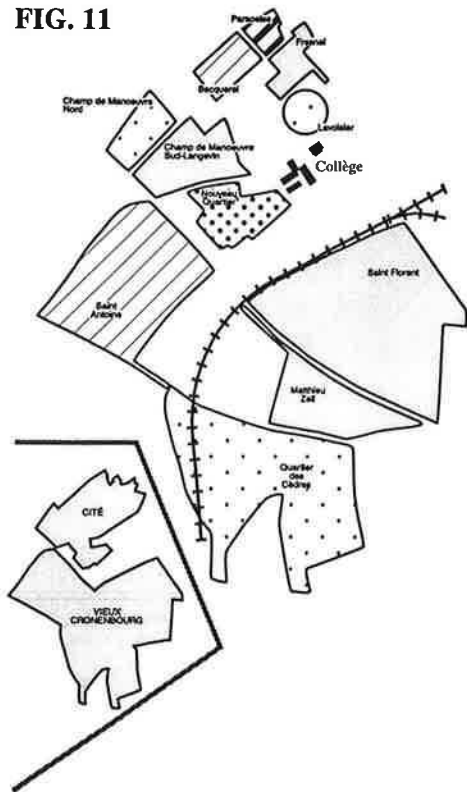 FIG. 11
Paracelse
Fresnel
Becquerel
Champ de Manoeuvre
Nord
Lavoisier
Champ de Manoeuvre
Sud-Langevin
Collège
Nouveau
Quartier
Saint Florent
Saint
Antoine
Matthieu
Zell
Quartier
des
Cèdres
CITÉ
VIEUX
CRONENBOURG